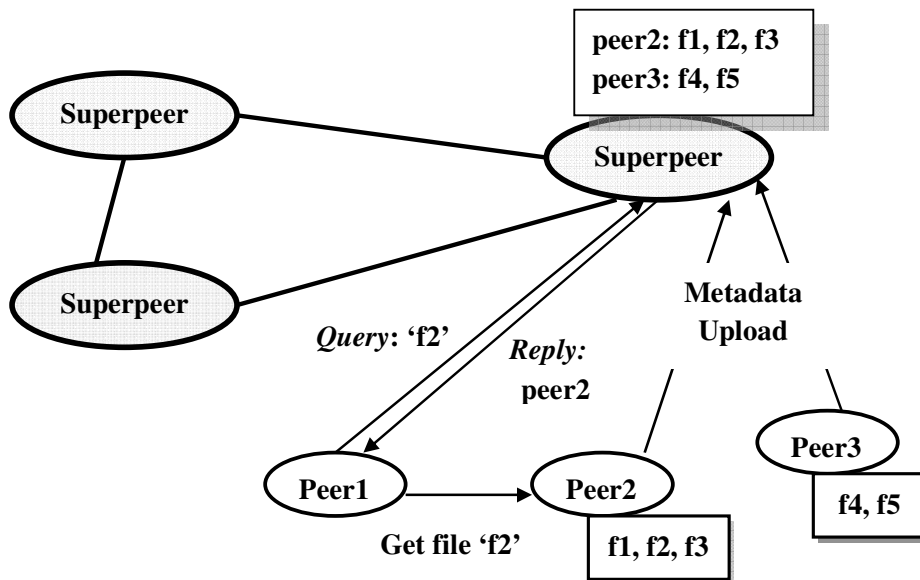 peer2: f1, f2, f3
peer3: f4, f5
Superpeer
Superpeer
Superpeer
Metadata
Upload
Query: ‘f2’
Reply:
peer2
Peer1
Peer2
Peer3
f4, f5
Get file ‘f2’
f1, f2, f3